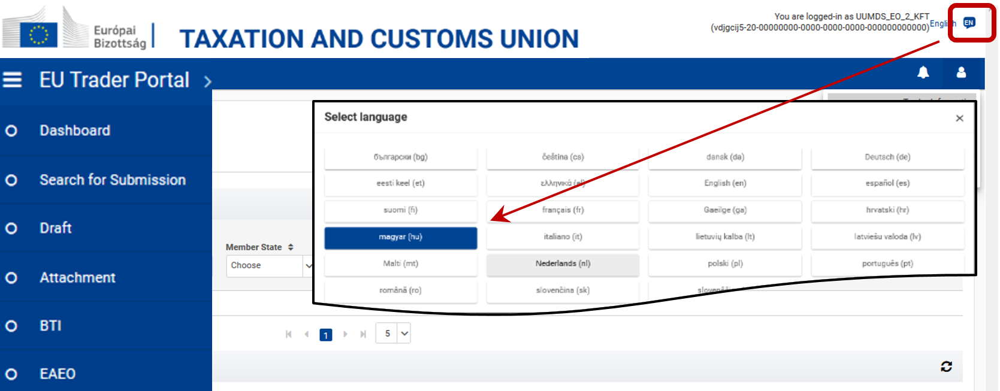 Európai
Bizottság
TAXATION AND CUSTOMS UNION
You are logged-in as UUMDS_EO_2_KFT
(vdjgcij5-20-00000000-0000-0000-0000-000000000000)
English
EN
EU Trader Portal
Dashboard
Search for Submission
Draft
Attachment
BTI
EAEO
Select language
български (bg)
čeština (cs)
dansk (da)
Deutsch (de)
eesti keel (et)
ελληνικά (el)
English (en)
español (es)
suomi (fi)
français (fr)
Gaeilge (ga)
hrvatski (hr)
magyar (hu)
italiano (it)
lietuvių kalba (lt)
latviešu valoda (lv)
Malti (mt)
Nederlands (nl)
polski (pl)
português (pt)
română (ro)
slovenčina (sk)
Member State
Choose
1
5